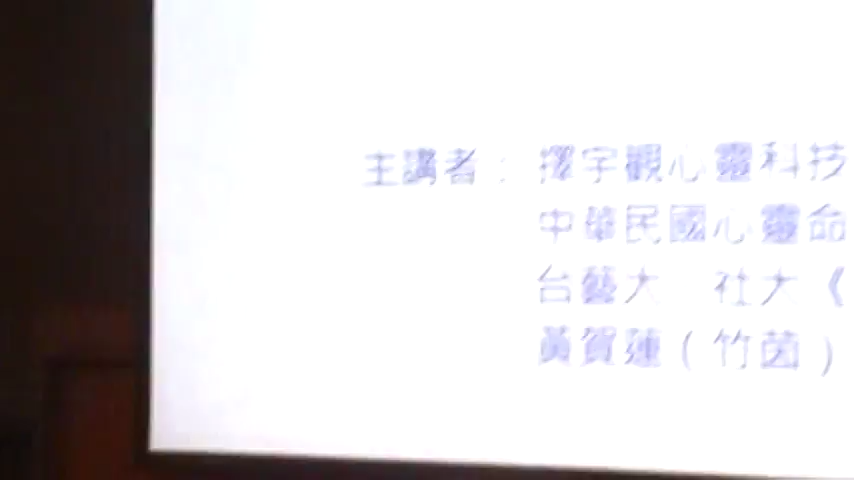 主講者： 擇宇觀心靈科技
中華民國心靈命
台藝大　社大《
黃賀蓮（竹茵）